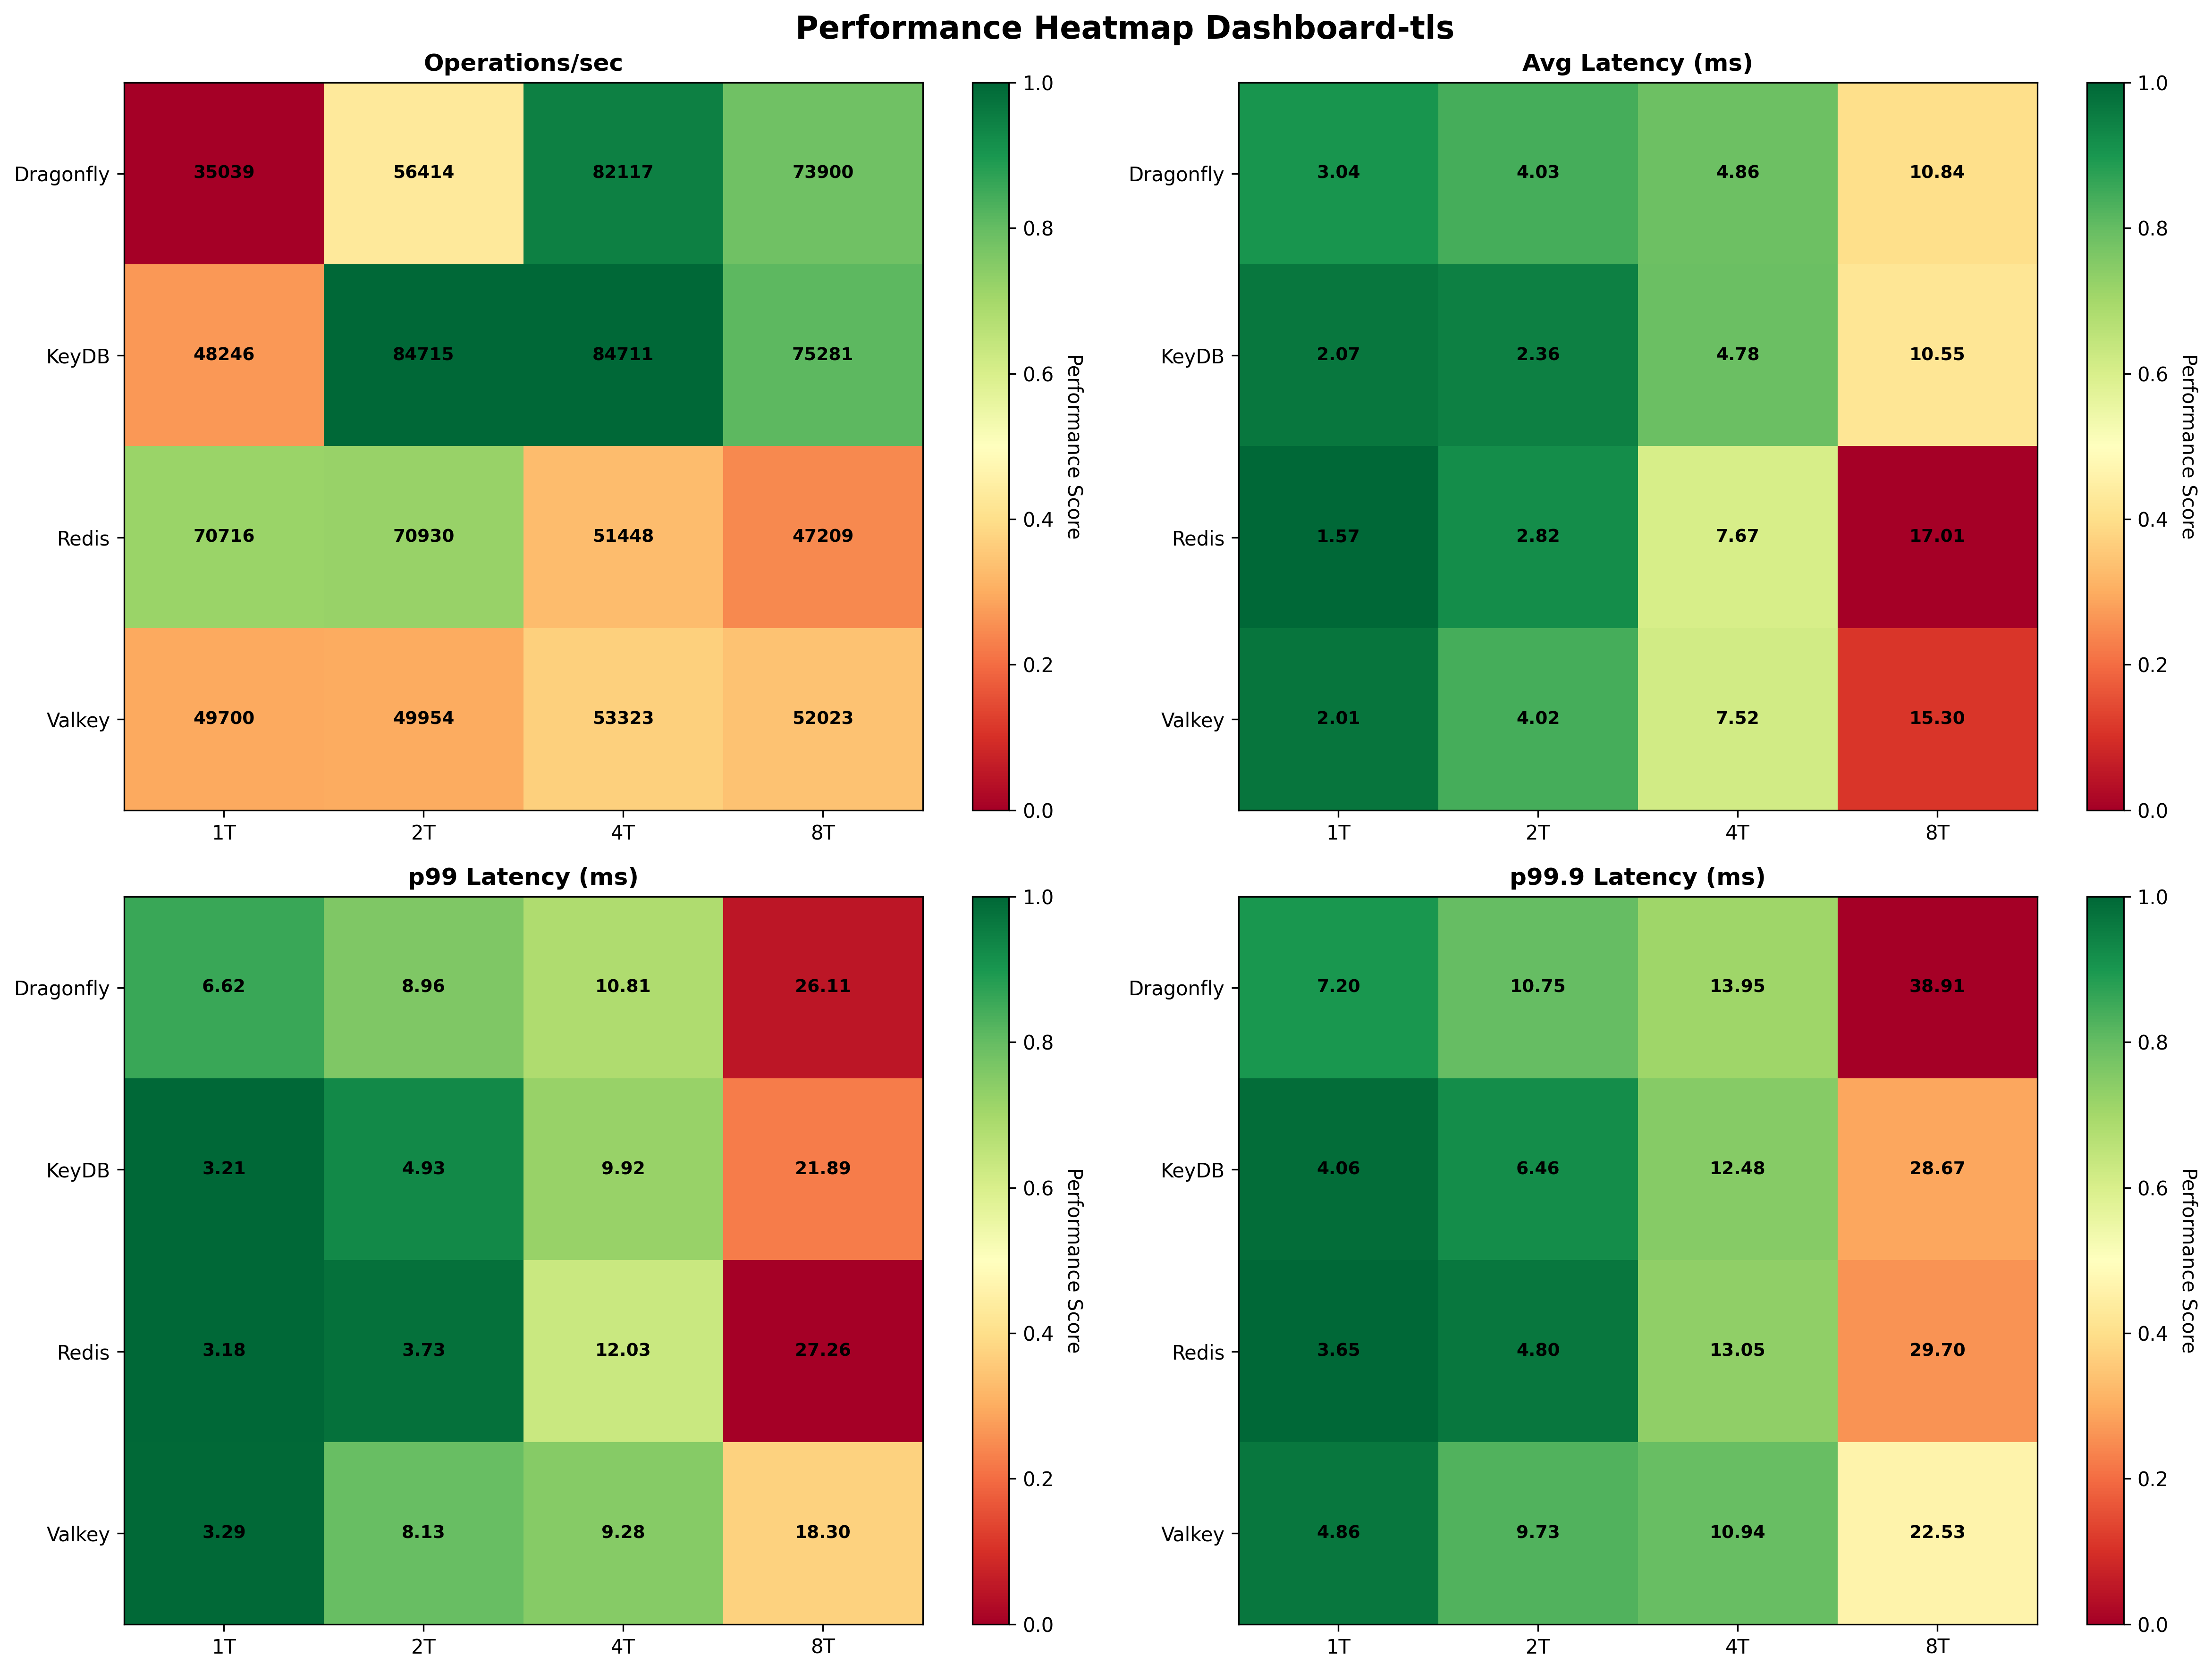 Performance Heatmap Dashboard-tls
Operations/sec
Dragonfly 35039 56414 82117 73900
KeyDB 48246 84715 84711 75281
Redis 70716 70930 51448 47209
Valkey 49700 49954 53323 52023
1T 2T 4T 8T
1.0
0.8
0.6
0.4
0.2
0.0
Performance Score
Avg Latency (ms)
Dragonfly 3.04 4.03 4.86 10.84
KeyDB 2.07 2.36 4.78 10.55
Redis 1.57 2.82 7.67 17.01
Valkey 2.01 4.02 7.52 15.30
1T 2T 4T 8T
1.0
0.8
0.6
0.4
0.2
0.0
Performance Score
p99 Latency (ms)
Dragonfly 6.62 8.96 10.81 26.11
KeyDB 3.21 4.93 9.92 21.89
Redis 3.18 3.73 12.03 27.26
Valkey 3.29 8.13 9.28 18.30
1T 2T 4T 8T
1.0
0.8
0.6
0.4
0.2
0.0
Performance Score
p99.9 Latency (ms)
Dragonfly 7.20 10.75 13.95 38.91
KeyDB 4.06 6.46 12.48 28.67
Redis 3.65 4.80 13.05 29.70
Valkey 4.86 9.73 10.94 22.53
1T 2T 4T 8T
1.0
0.8
0.6
0.4
0.2
0.0
Performance Score